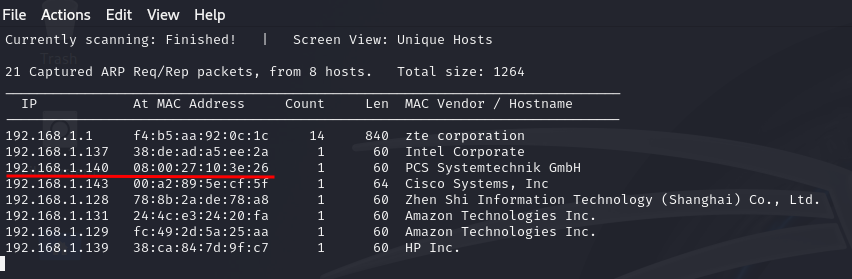 File Actions Edit View Help
Currently scanning: Finished! | Screen View: Unique Hosts
21 Captured ARP Req/Rep packets, from 8 hosts. Total size: 1264
IP At MAC Address Count Len MAC Vendor / Hostname
192.168.1.1 f4:b5:aa:92:0c:1c 14 840 zte corporation
192.168.1.137 38:de:ad:a5:ee:2a 1 60 Intel Corporate
192.168.1.140 08:00:27:10:3e:26 1 60 PCS Systemtechnik GmbH
192.168.1.143 00:a2:89:5e:cf:5f 1 64 Cisco Systems, Inc
192.168.1.128 78:8b:2a:de:78:a8 1 60 Zhen Shi Information Technology (Shanghai) Co., Ltd.
192.168.1.131 24:4c:e3:24:20:fa 1 60 Amazon Technologies Inc.
192.168.1.129 fc:49:2d:5a:25:aa 1 60 Amazon Technologies Inc.
192.168.1.139 38:ca:84:7d:9f:c7 1 60 HP Inc.
Trash